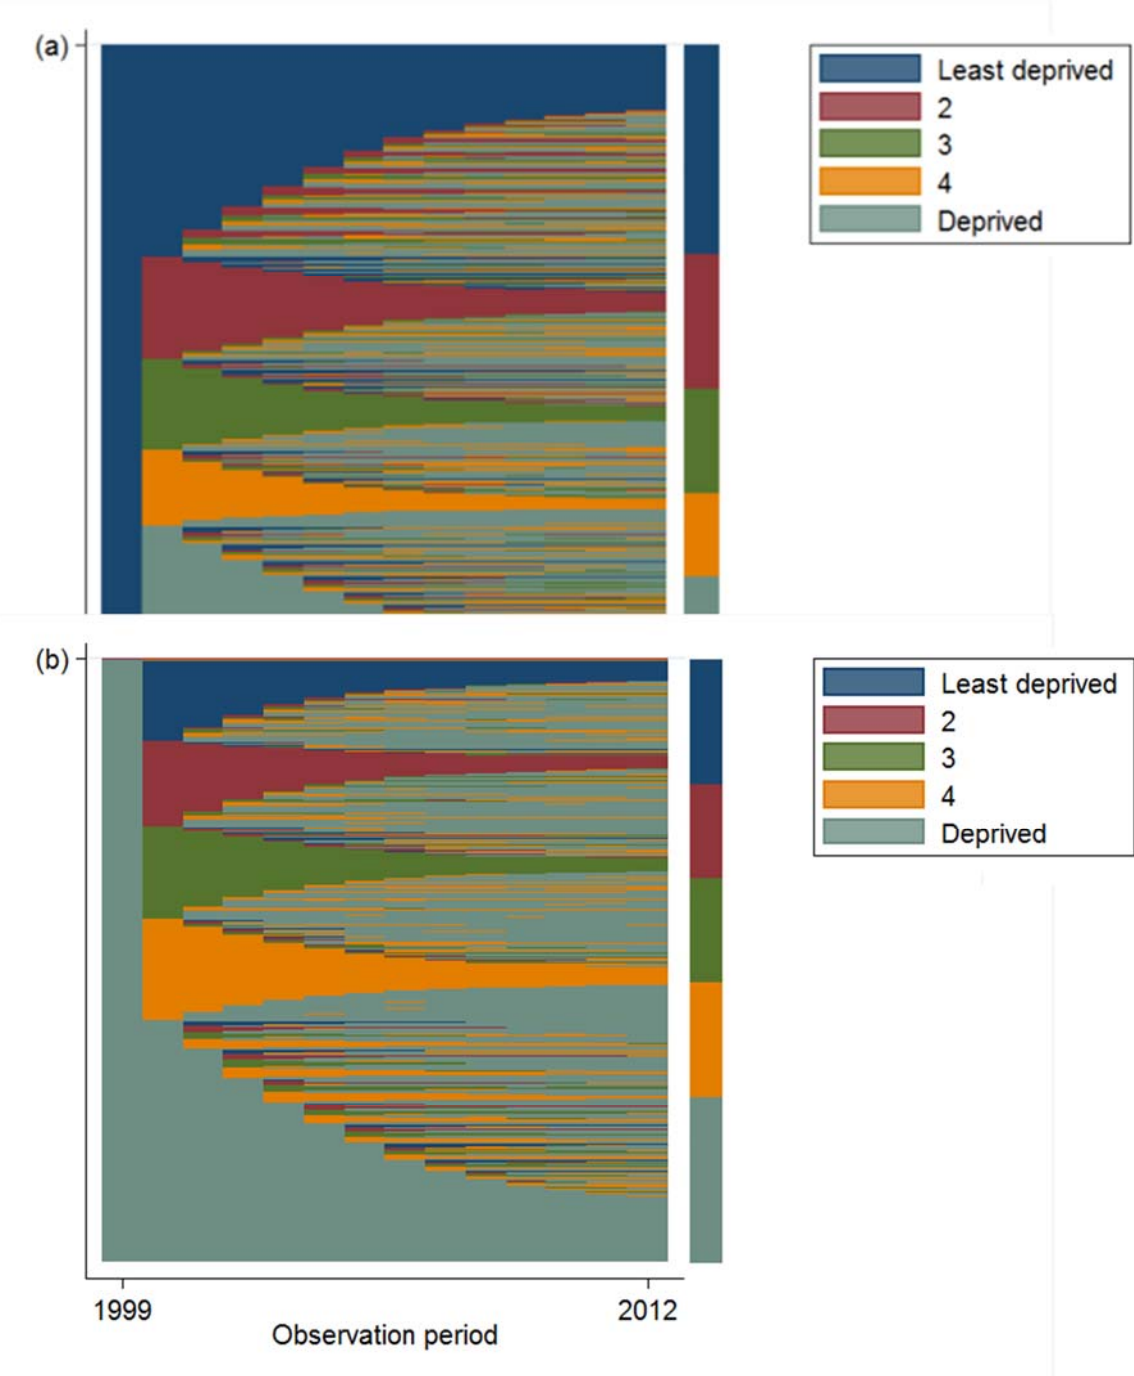 (a)
Least deprived
2
3
4
Deprived
(b)
Least deprived
2
3
4
Deprived
1999 2012
Observation period